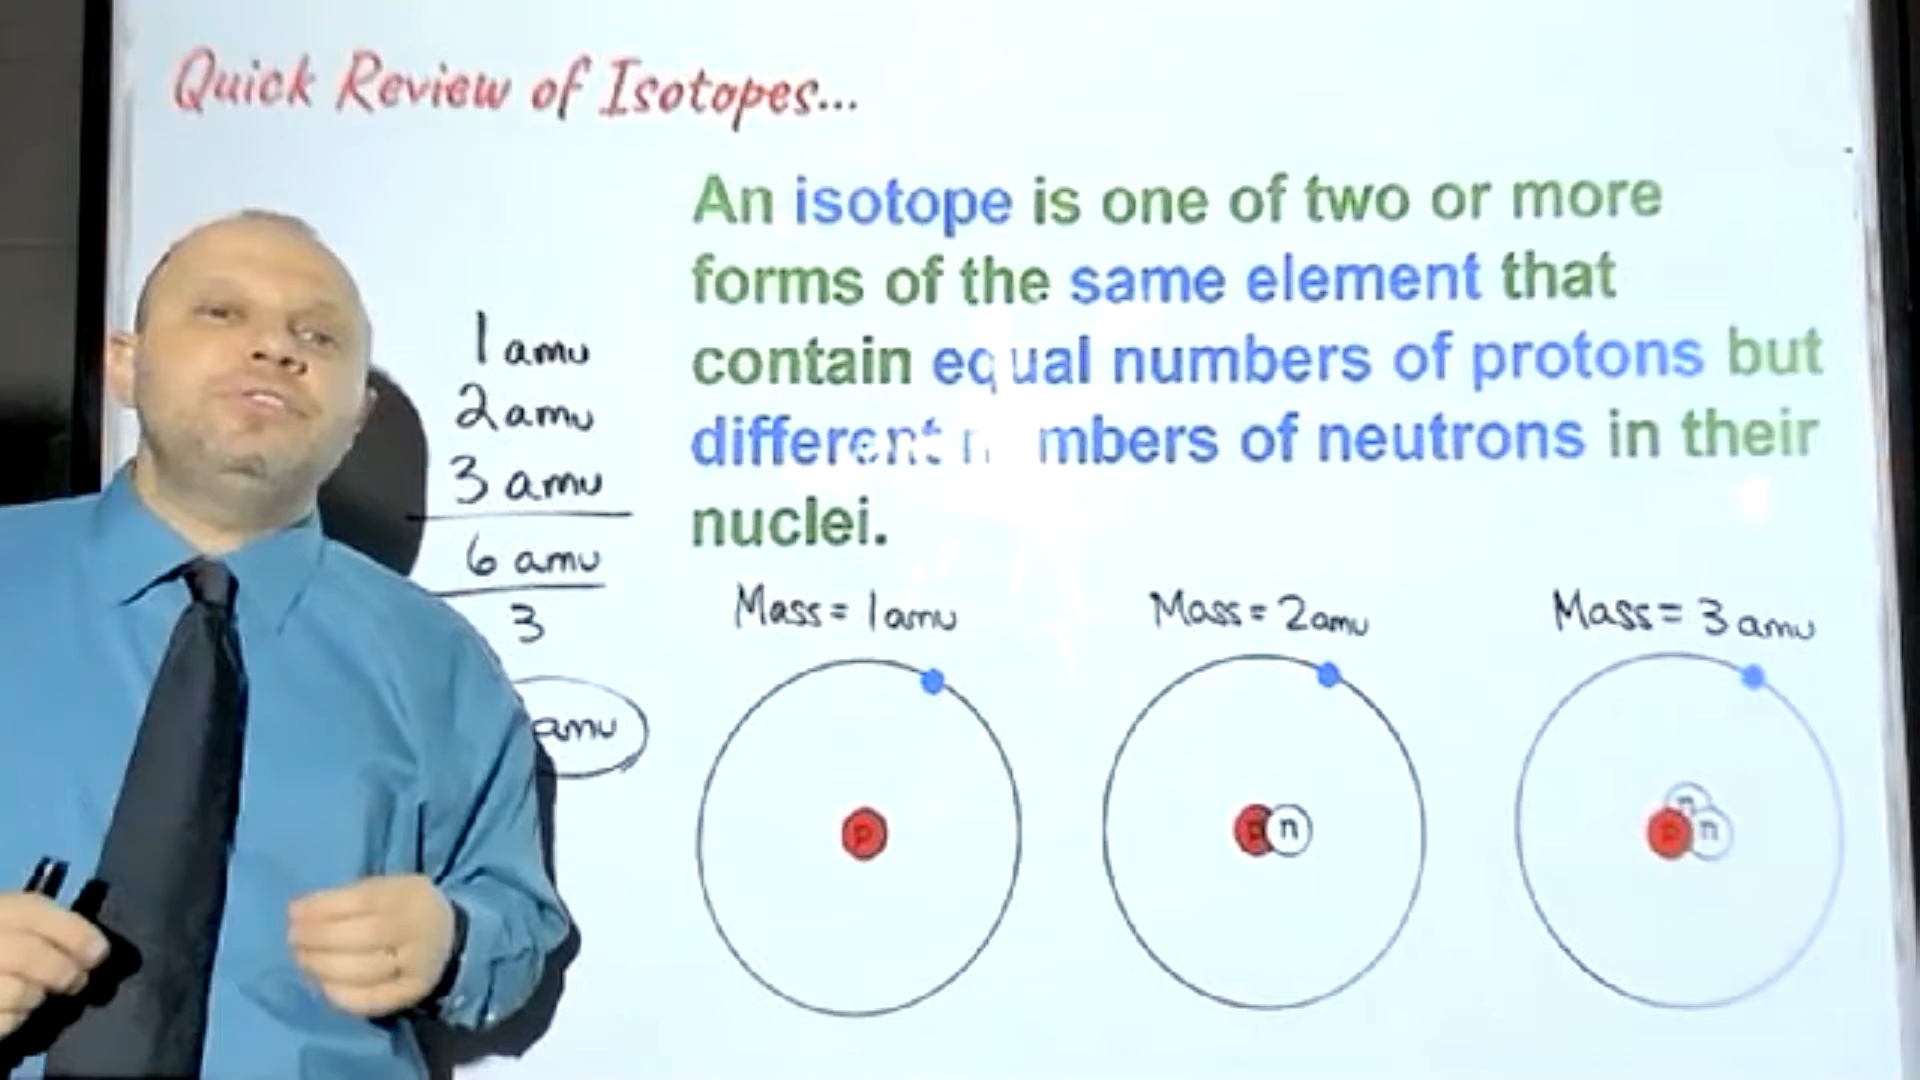 Quick Review of Isotopes...
An isotope is one of two or more
forms of the same element that
contain equal numbers of protons but
different numbers of neutrons in their
nuclei.
1 amu
2 amu
3 amu
6 amu
3
amu
Mass = 1 amu
Mass = 2 amu
Mass = 3 amu
p
p n
n
p n